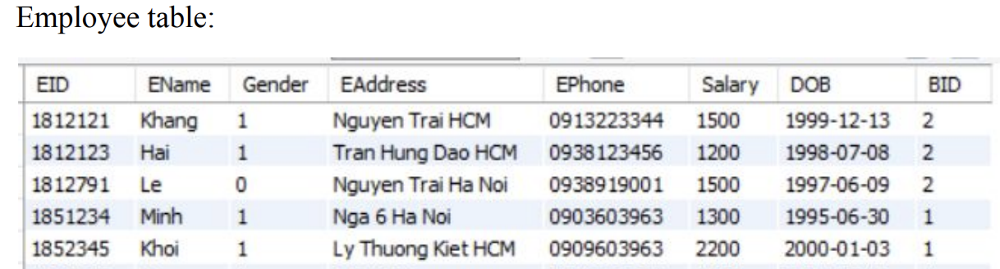 Employee table:
EID EName Gender EAddress EPhone Salary DOB BID
1812121 Khang 1 Nguyen Trai HCM 0913223344 1500 1999-12-13 2
1812123 Hai 1 Tran Hung Dao HCM 0938123456 1200 1998-07-08 2
1812791 Le 0 Nguyen Trai Ha Noi 0938919001 1500 1997-06-09 2
1851234 Minh 1 Nga 6 Ha Noi 0903603963 1300 1995-06-30 1
1852345 Khoi 1 Ly Thuong Kiet HCM 0909603963 2200 2000-01-03 1